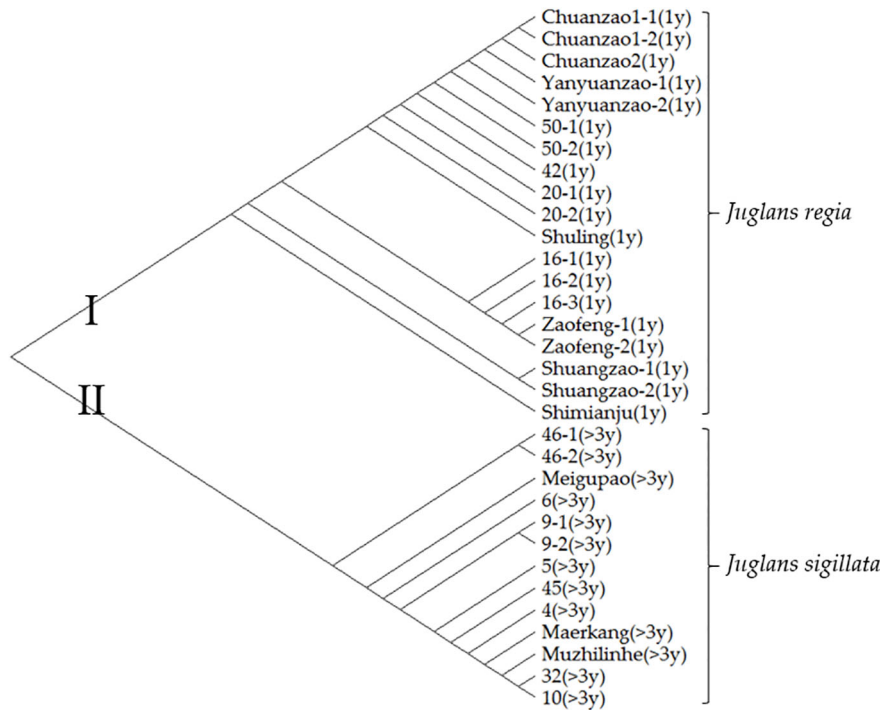 Chuanzao1-1(1y)
Chuanzao1-2(1y)
Chuanzao2(1y)
Yanyuanzao-1(1y)
Yanyuanzao-2(1y)
50-1(1y)
50-2(1y)
42(1y)
20-1(1y)
20-2(1y)
Shuling(1y)
16-1(1y)
16-2(1y)
16-3(1y)
Zaofeng-1(1y)
Zaofeng-2(1y)
Shuangzao-1(1y)
Shuangzao-2(1y)
Shimianju(1y)
Juglans regia
I
II
46-1(>3y)
46-2(>3y)
Meigupao(>3y)
6(>3y)
9-1(>3y)
9-2(>3y)
5(>3y)
45(>3y)
4(>3y)
Maerkang(>3y)
Muzhilinhe(>3y)
32(>3y)
10(>3y)
Juglans sigillata